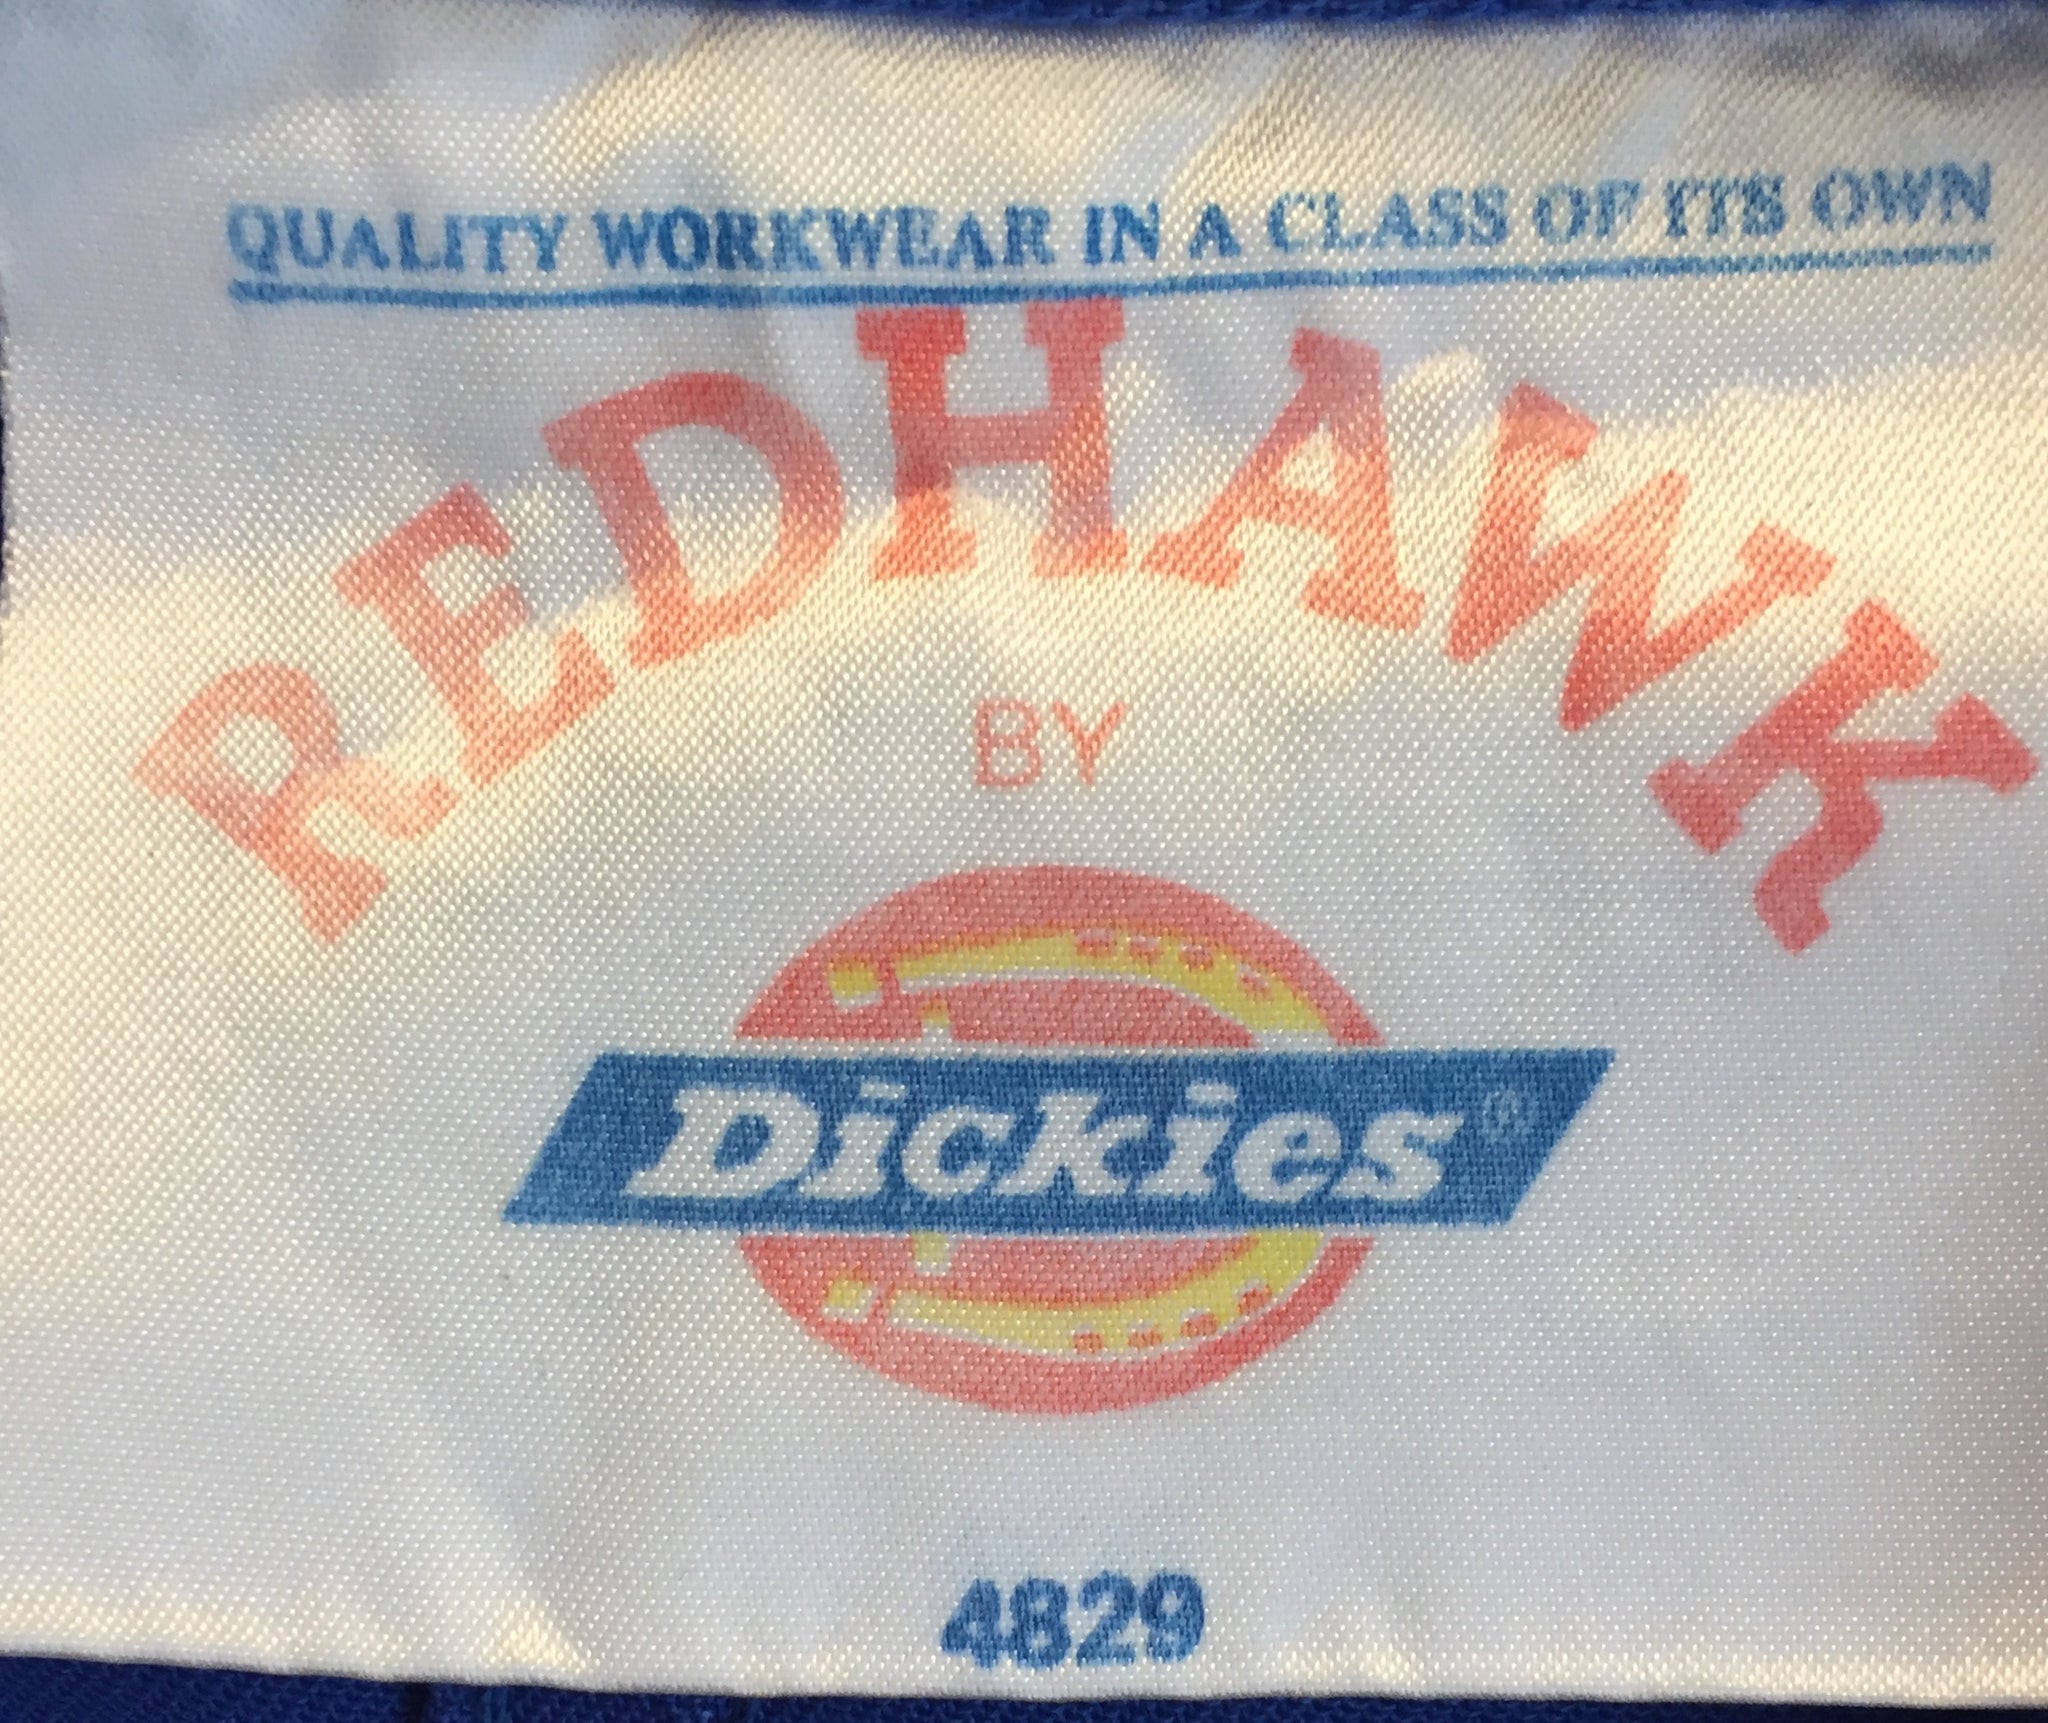 QUALITY WORKWEAR IN A CLASS OF ITS OWN
REDHAWK
BY
Dickies®
4829